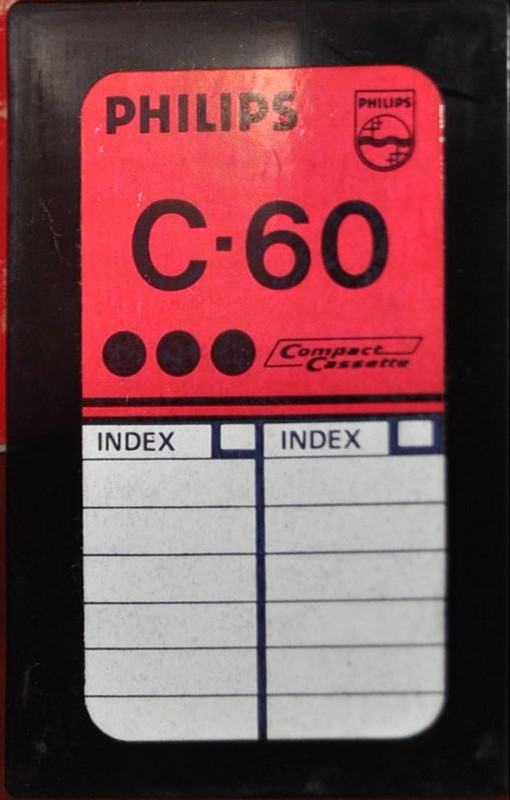 PHILIPS
PHILIPS
C·60
Compact
Cassette
INDEX INDEX